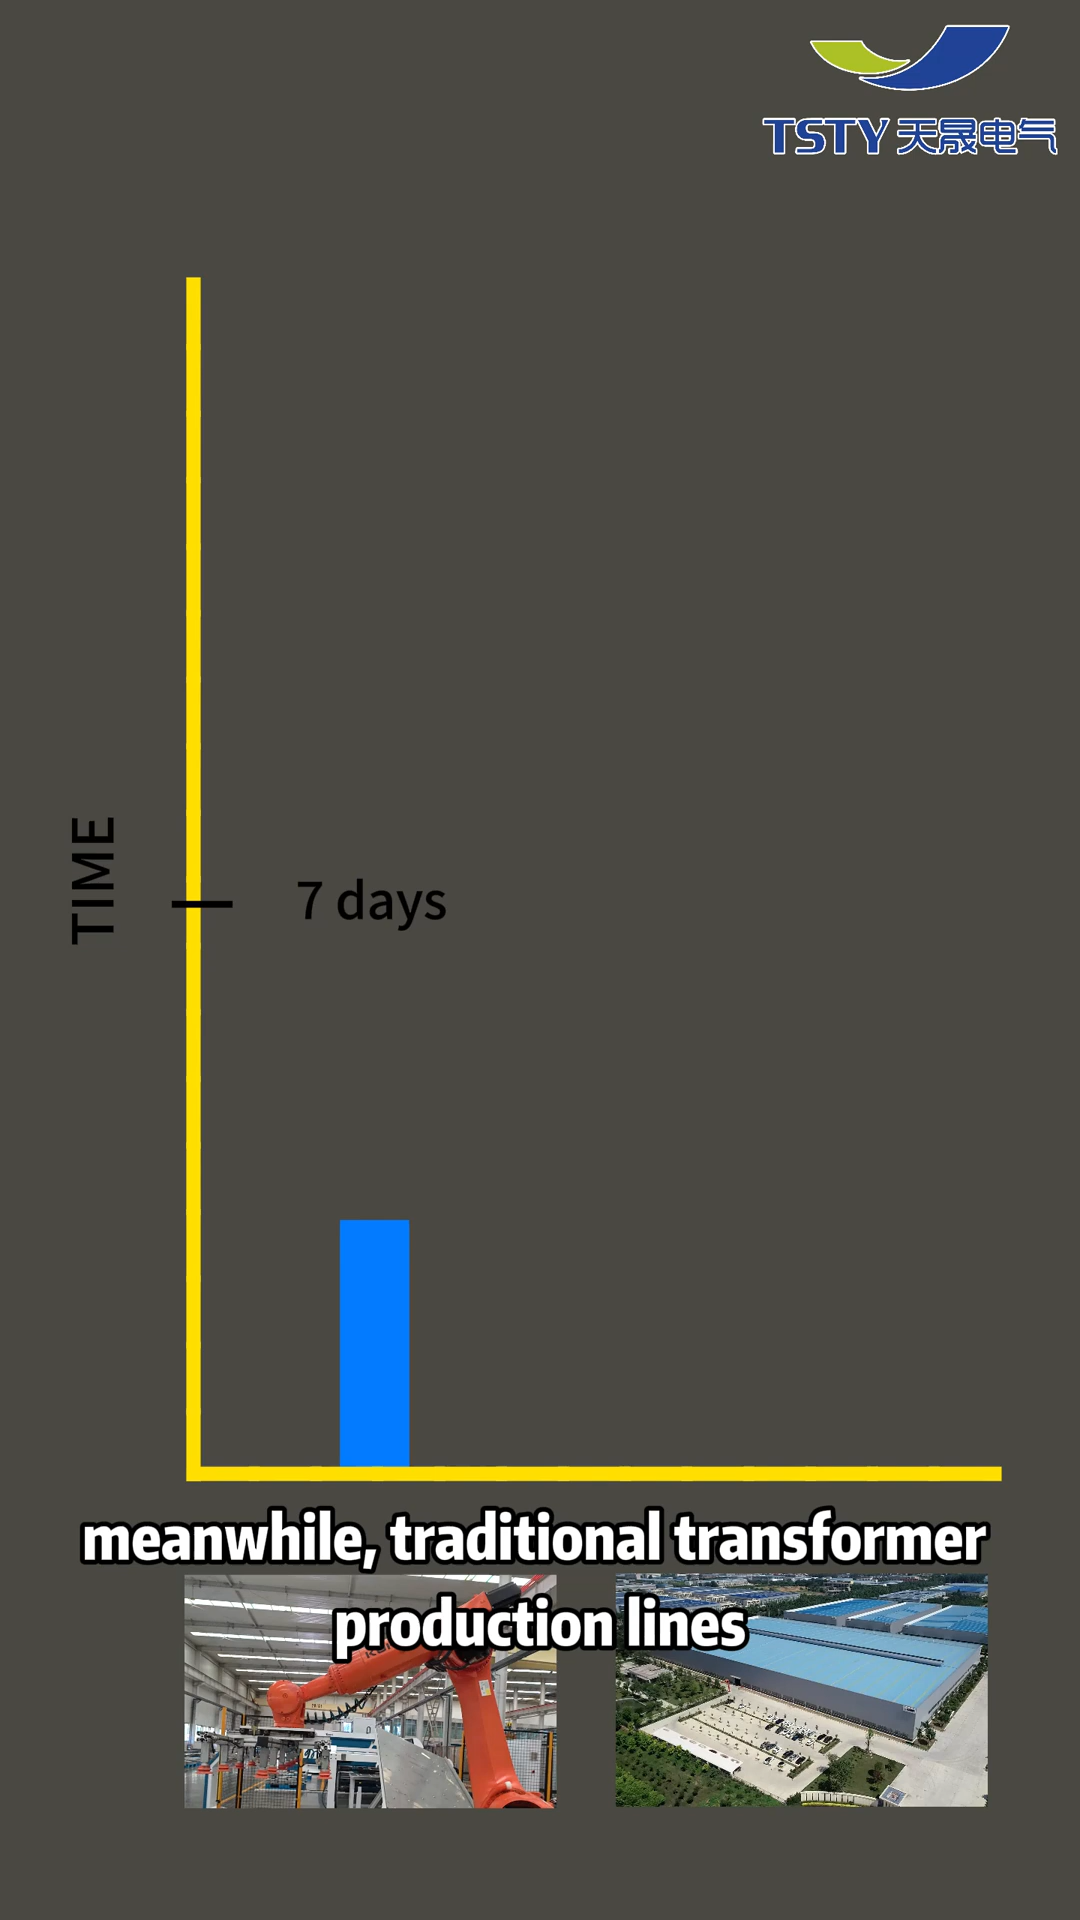 TSTY 天晟电气
TIME
7 days
meanwhile, traditional transformer
production lines